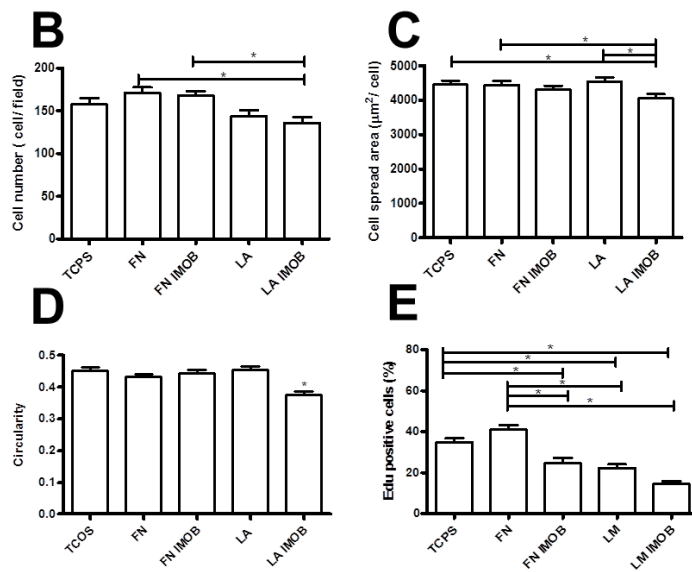 B
Cell number ( cell/ field)
200
150
100
50
0
*
*
TCPS
FN
FN IMOB
LA
LA IMOB
C
Cell spread area (μm²/ cell)
5000
4000
3000
2000
1000
0
*
*
*
TCPS
FN
FN IMOB
LA
LA IMOB
D
Circularity
0.5
0.4
0.3
0.2
0.1
0.0
*
TCOS
FN
FN IMOB
LA
LA IMOB
E
Edu positive cells (%)
80
60
40
20
0
*
*
*
*
*
*
TCPS
FN
FN IMOB
LM
LM IMOB